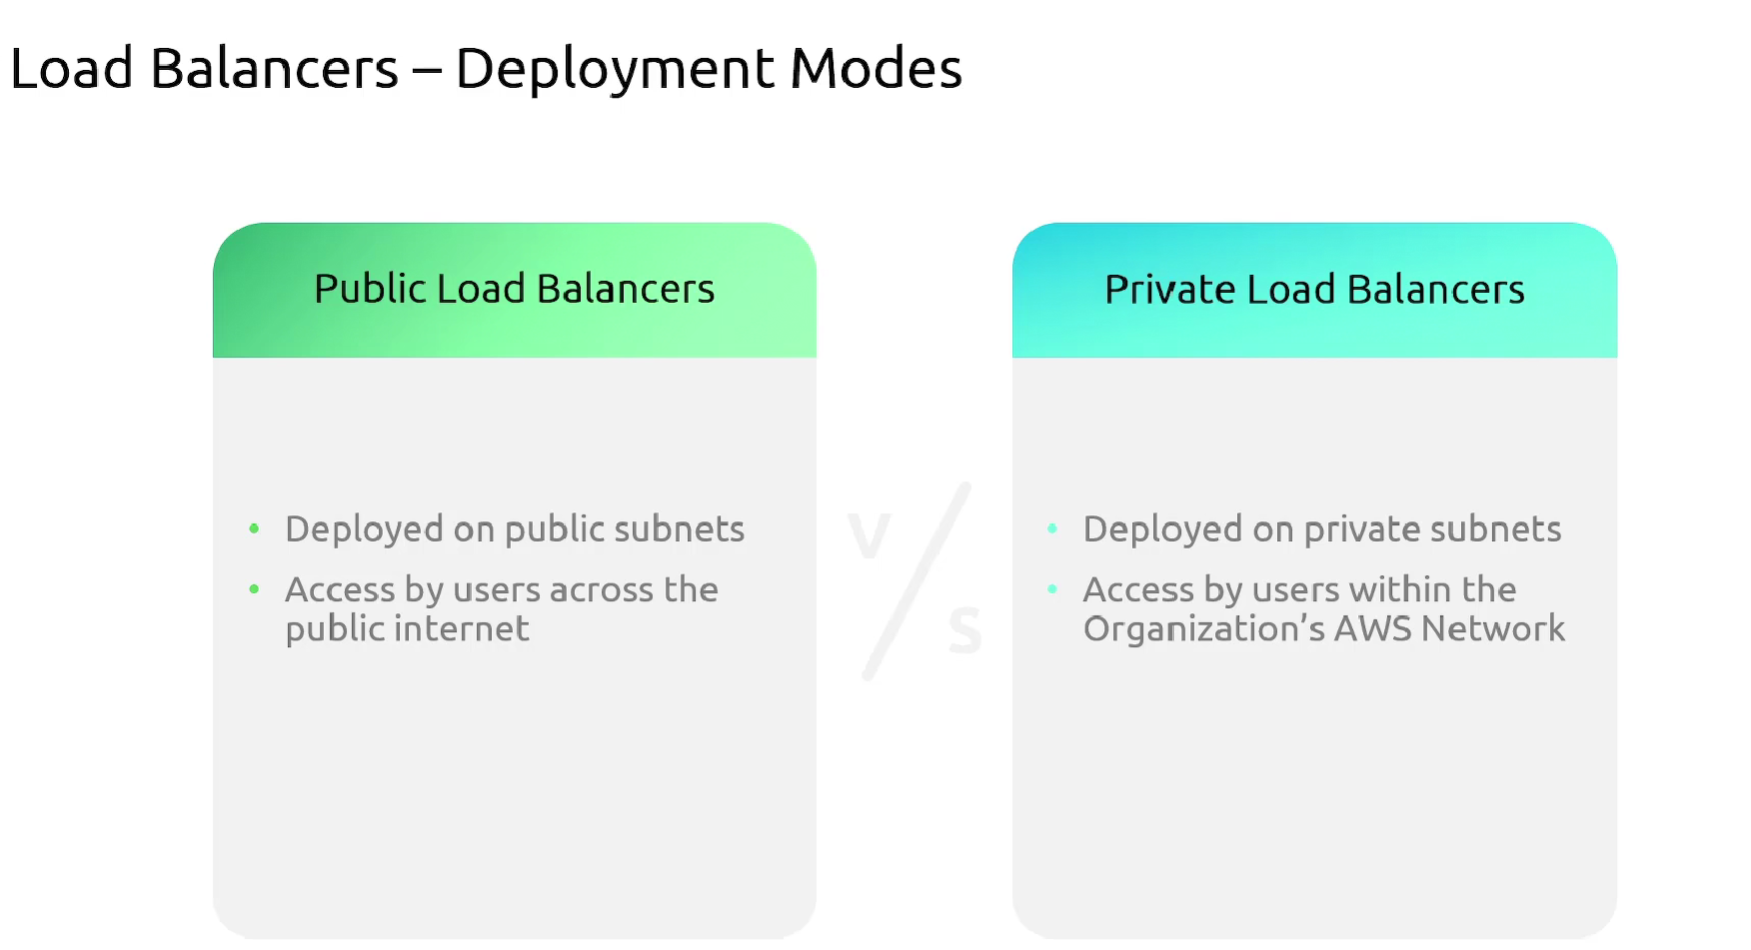 Load Balancers – Deployment Modes
Public Load Balancers
• Deployed on public subnets
• Access by users across the
public internet
v/s
Private Load Balancers
• Deployed on private subnets
• Access by users within the
Organization’s AWS Network